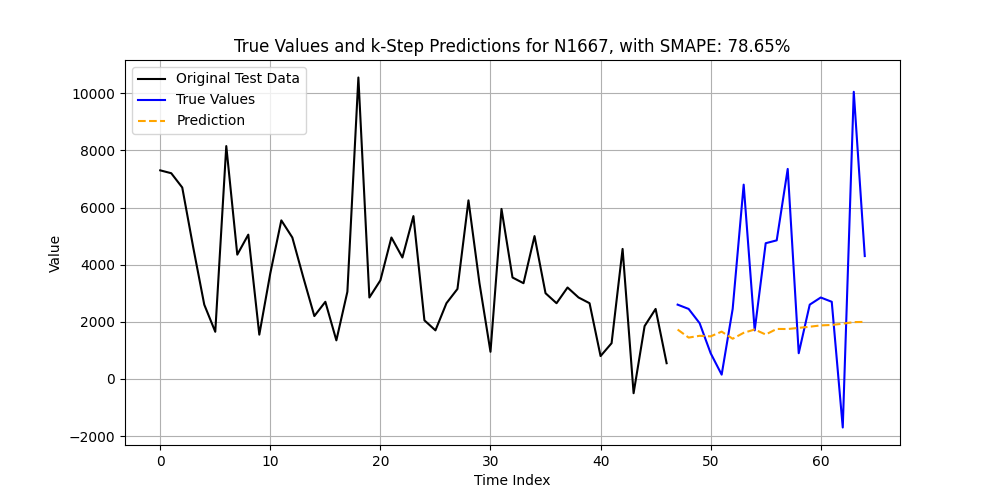 True Values and k-Step Predictions for N1667, with SMAPE: 78.65%
Original Test Data
True Values
Prediction
10000
8000
6000
4000
2000
0
−2000
Value
0 10 20 30 40 50 60
Time Index